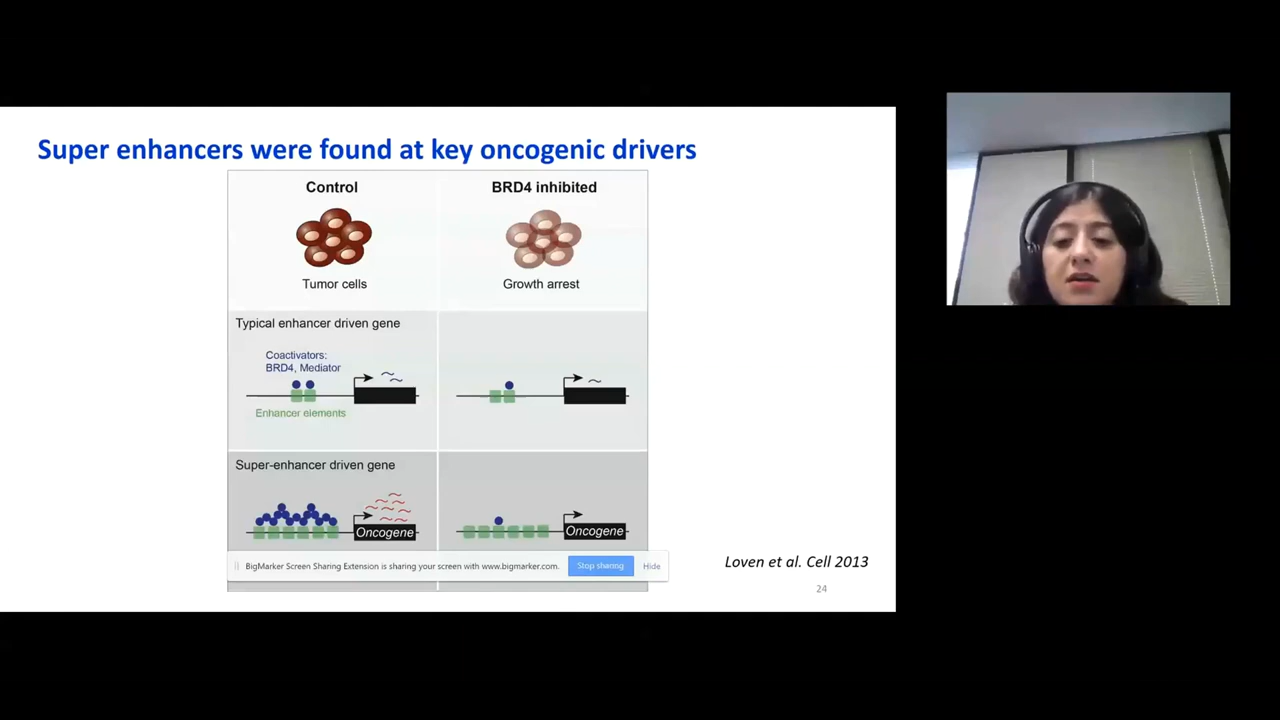 Super enhancers were found at key oncogenic drivers
Control
BRD4 inhibited
Tumor cells
Growth arrest
Typical enhancer driven gene
Coactivators:
BRD4, Mediator
Enhancer elements
Super-enhancer driven gene
Oncogene
Oncogene
BigMarker Screen Sharing Extension is sharing your screen with www.bigmarker.com.
Stop sharing
Hide
Loven et al. Cell 2013
24